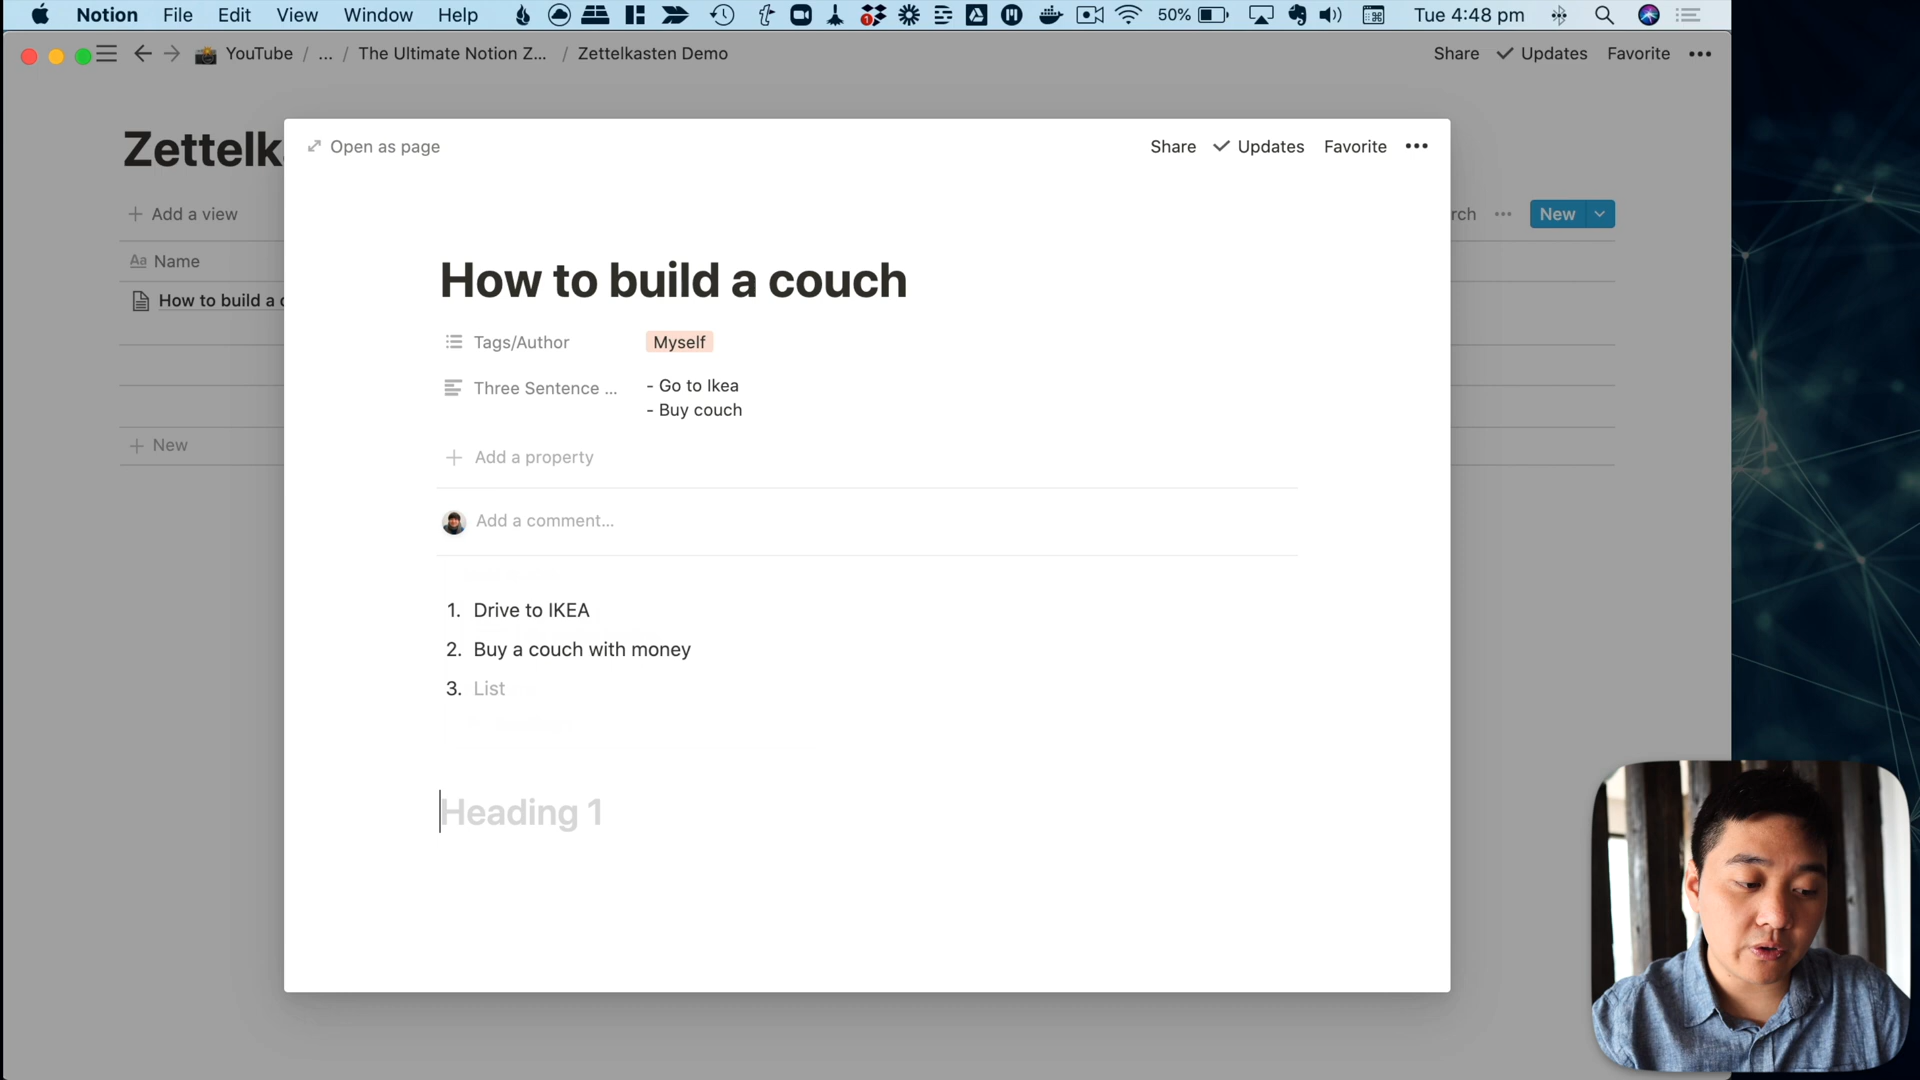 Notion File Edit View Window Help 50% Tue 4:48 pm
YouTube / ... / The Ultimate Notion Z... / Zettelkasten Demo Share Updates Favorite
Zettelk
Open as page Share Updates Favorite
Add a view rch New
Aa Name
How to build a c
New
How to build a couch
Tags/Author Myself
Three Sentence ... - Go to Ikea
- Buy couch
Add a property
Add a comment...
1. Drive to IKEA
2. Buy a couch with money
3. List
Heading 1